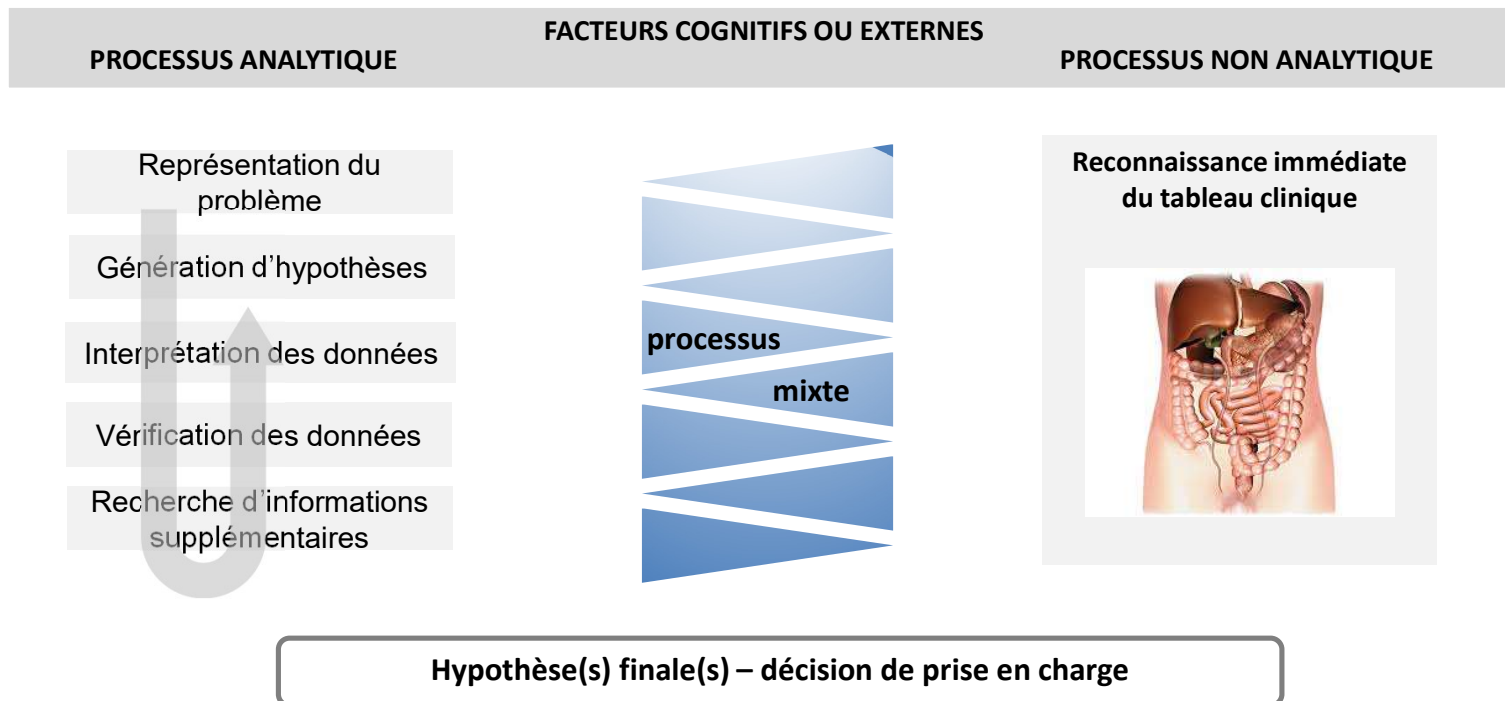 FACTEURS COGNITIFS OU EXTERNES
PROCESSUS ANALYTIQUE
PROCESSUS NON ANALYTIQUE
Représentation du
problème
Génération d’hypothèses
Interprétation des données
Vérification des données
Recherche d’informations
supplémentaires
processus
mixte
Reconnaissance immédiate
du tableau clinique
Hypothèse(s) finale(s) – décision de prise en charge